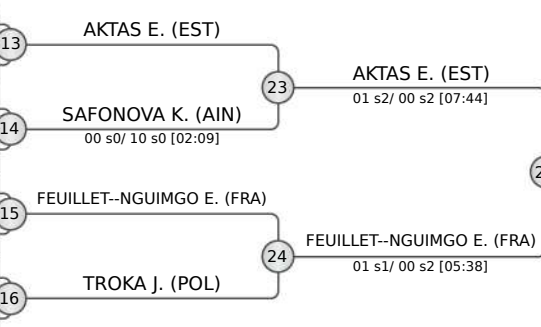 AKTAS E. (EST)
13
23
AKTAS E. (EST)
01 s2/ 00 s2 [07:44]
SAFONOVA K. (AIN)
14
00 s0/ 10 s0 [02:09]
FEUILLET--NGUIMGO E. (FRA)
15
24
FEUILLET--NGUIMGO E. (FRA)
01 s1/ 00 s2 [05:38]
TROKA J. (POL)
16